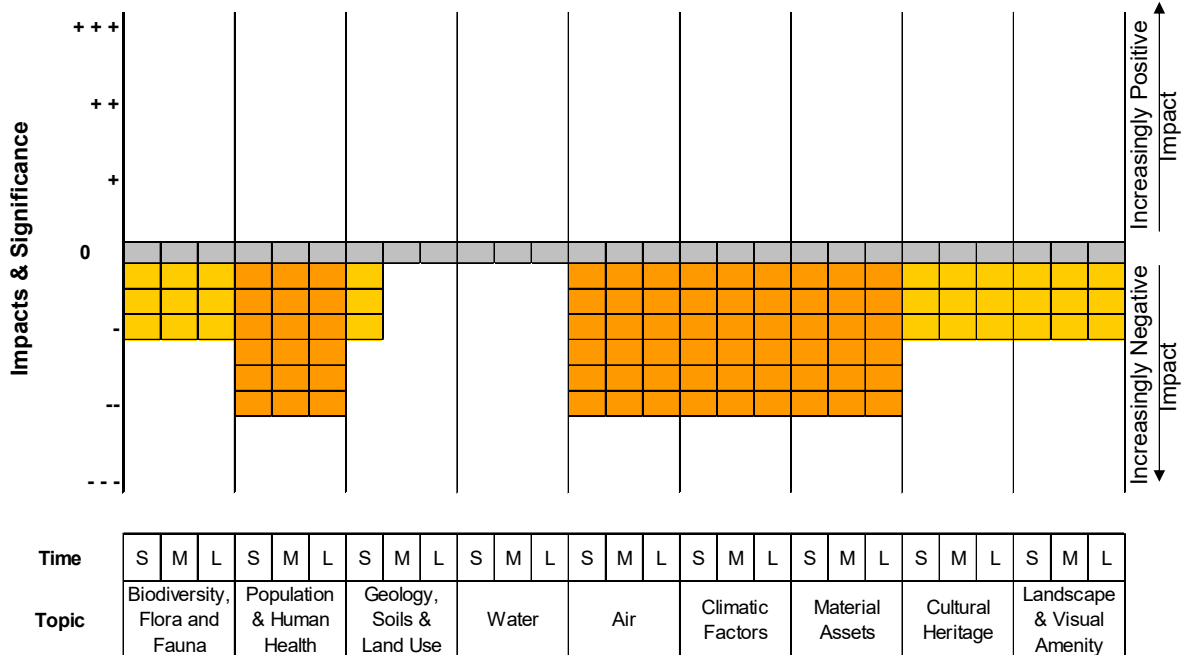 Impacts & Significance
+ + +
+ +
+
0
-
--
- - -
Increasingly Positive
Impact
Increasingly Negative
Impact
Time S M L S M L S M L S M L S M L S M L S M L S M L S M L
Topic
Biodiversity,
Flora and
Fauna
Population
& Human
Health
Geology,
Soils &
Land Use
Water
Air
Climatic
Factors
Material
Assets
Cultural
Heritage
Landscape
& Visual
Amenity